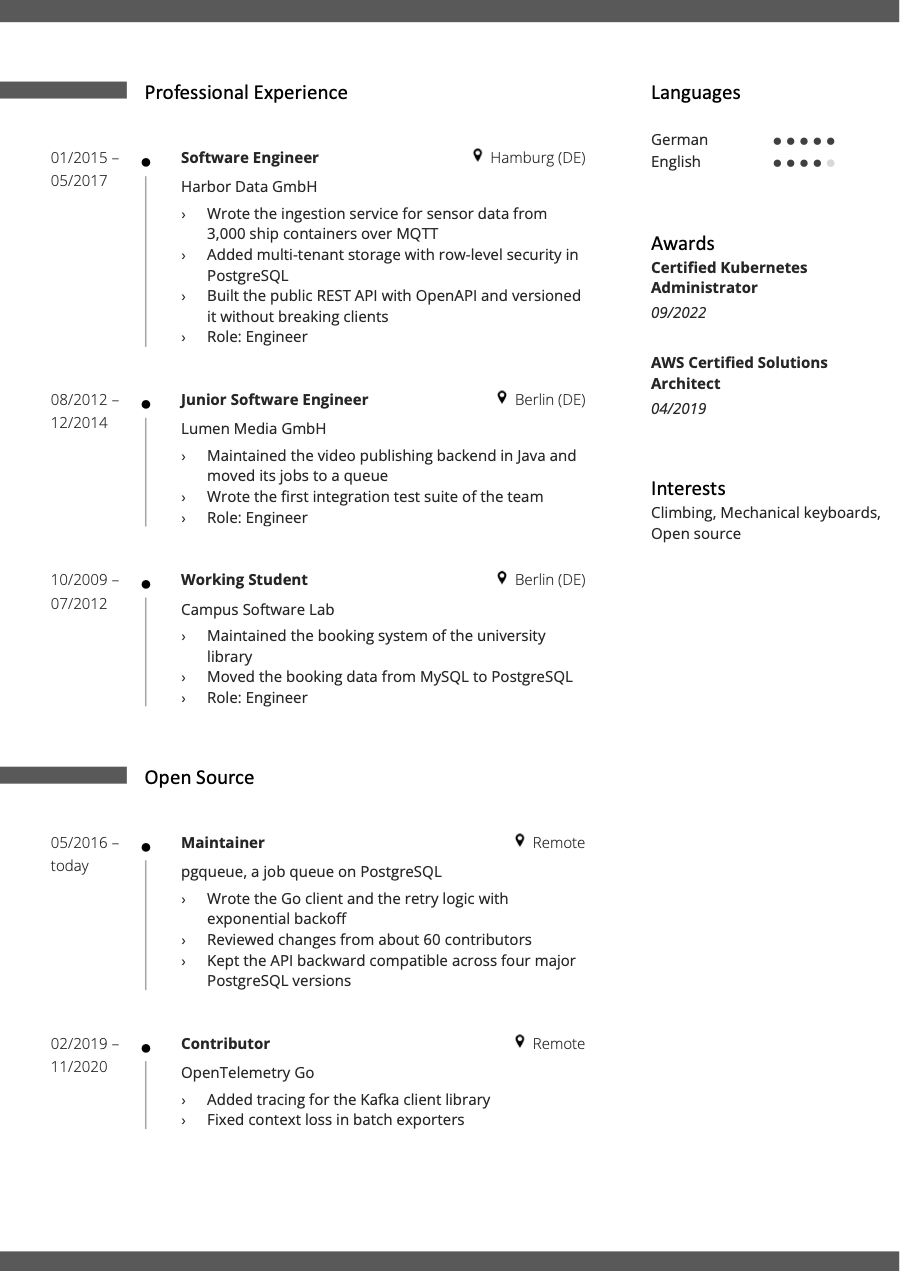 Professional Experience
01/2015 –
05/2017
Software Engineer
Hamburg (DE)
Harbor Data GmbH
› Wrote the ingestion service for sensor data from
3,000 ship containers over MQTT
› Added multi-tenant storage with row-level security in
PostgreSQL
› Built the public REST API with OpenAPI and versioned
it without breaking clients
› Role: Engineer
08/2012 –
12/2014
Junior Software Engineer
Berlin (DE)
Lumen Media GmbH
› Maintained the video publishing backend in Java and
moved its jobs to a queue
› Wrote the first integration test suite of the team
› Role: Engineer
10/2009 –
07/2012
Working Student
Berlin (DE)
Campus Software Lab
› Maintained the booking system of the university
library
› Moved the booking data from MySQL to PostgreSQL
› Role: Engineer
Open Source
05/2016 –
today
Maintainer
Remote
pgqueue, a job queue on PostgreSQL
› Wrote the Go client and the retry logic with
exponential backoff
› Reviewed changes from about 60 contributors
› Kept the API backward compatible across four major
PostgreSQL versions
02/2019 –
11/2020
Contributor
Remote
OpenTelemetry Go
› Added tracing for the Kafka client library
› Fixed context loss in batch exporters
Languages
German
English
Awards
Certified Kubernetes
Administrator
09/2022
AWS Certified Solutions
Architect
04/2019
Interests
Climbing, Mechanical keyboards,
Open source